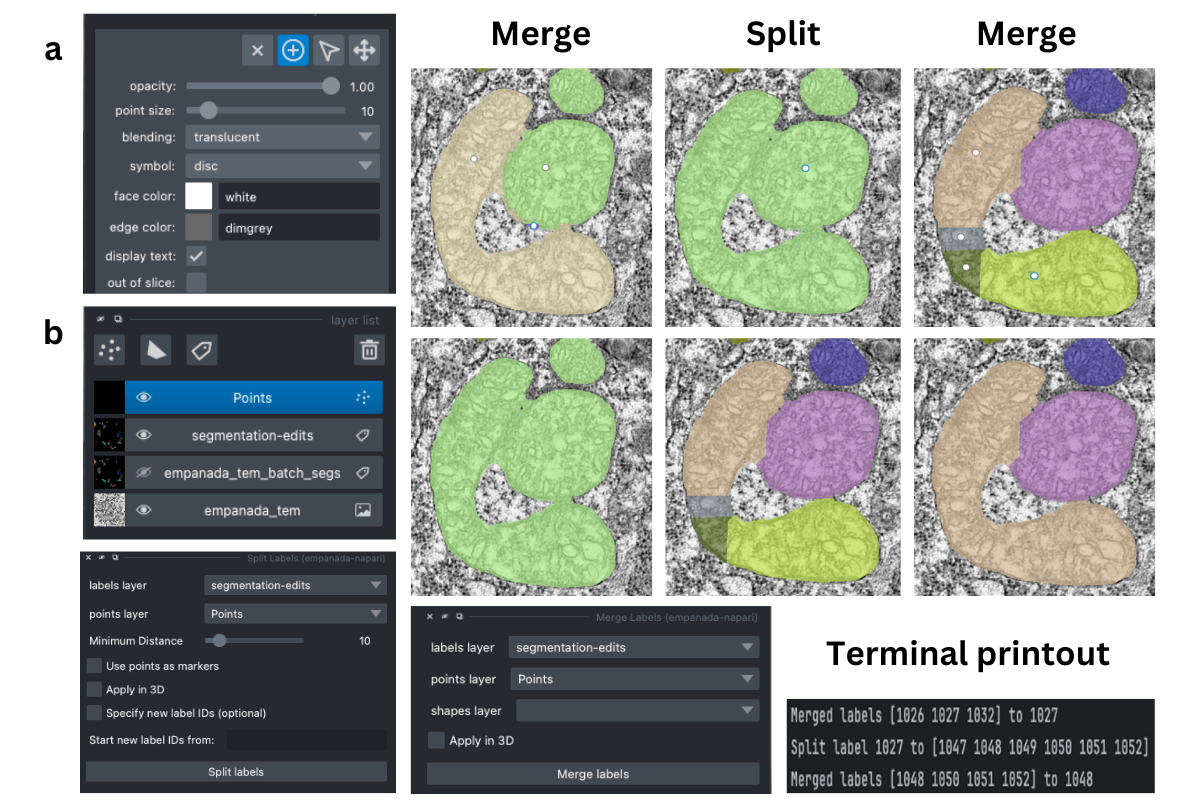 a
× 
opacity: 1.00
point size: 10
blending: translucent
symbol: disc
face color: white
edge color: dimgrey
display text:
out of slice:
Merge Split Merge
b
layer list
Points
segmentation-edits
empanada_tem_batch_segs
empanada_tem
Split Labels (empanada-napari)
labels layer segmentation-edits
points layer Points
Minimum Distance 10
Use points as markers
Apply in 3D
Specify new label IDs (optional)
Start new label IDs from:
Split labels
Merge Labels (empanada-napari)
labels layer segmentation-edits
points layer Points
shapes layer
Apply in 3D
Merge labels
Terminal printout
Merged labels [1026 1027 1032] to 1027
Split label 1027 to [1047 1048 1049 1050 1051 1052]
Merged labels [1048 1050 1051 1052] to 1048